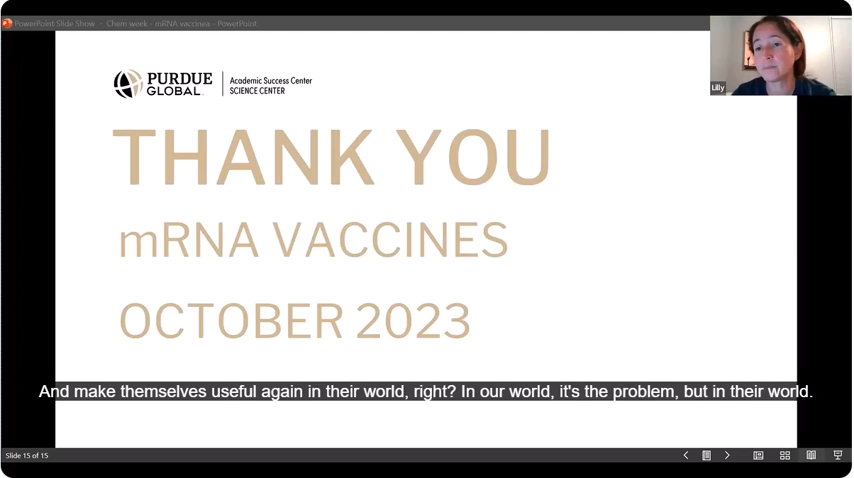 PowerPoint Slide Show - Chem week - mRNA vaccinea - PowerPoint
Lilly
PURDUE
GLOBAL
Academic Success Center
SCIENCE CENTER
THANK YOU
mRNA VACCINES
OCTOBER 2023
And make themselves useful again in their world, right? In our world, it's the problem, but in their world.
Slide 15 of 15